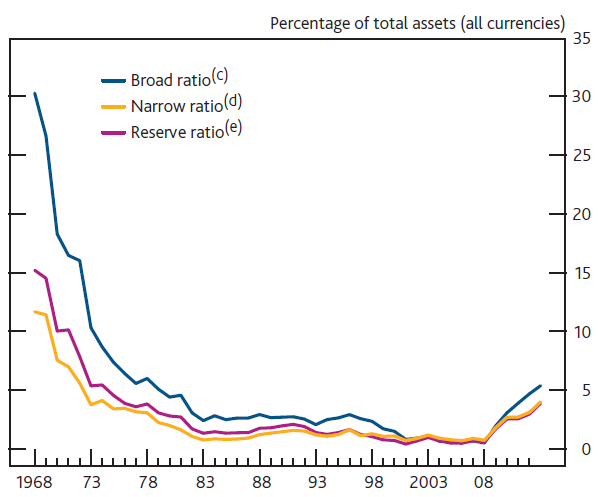 Percentage of total assets (all currencies)
35
Broad ratio(c)
Narrow ratio(d)
Reserve ratio(e)
30
25
20
15
10
5
0
1968 73 78 83 88 93 98 2003 08